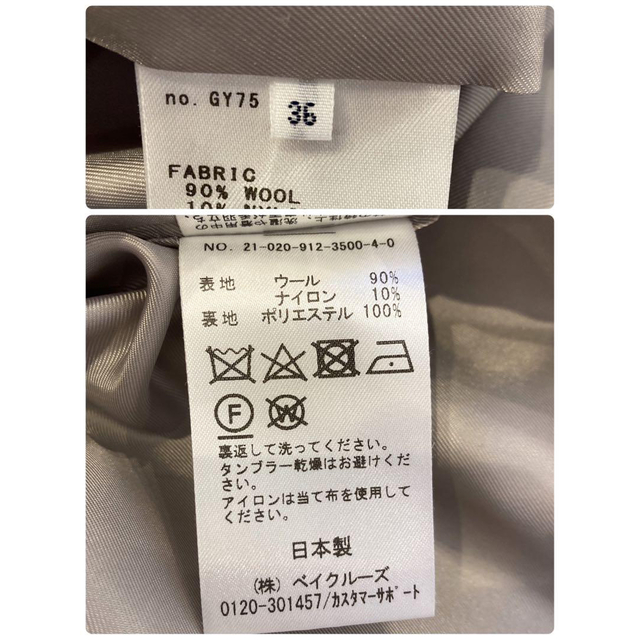 no. GY75 36
FABRIC
90% WOOL
10%
NO. 21-020-912-3500-4-0
表地 ウール 90%
ナイロン 10%
裏地 ポリエステル 100%
F W
裏返して洗ってください。
タンブラー乾燥はお避けくだ
さい。
アイロンは当て布を使用して
ください。
日本製
(株) ベイクルーズ
0120-301457/カスタマーサポート